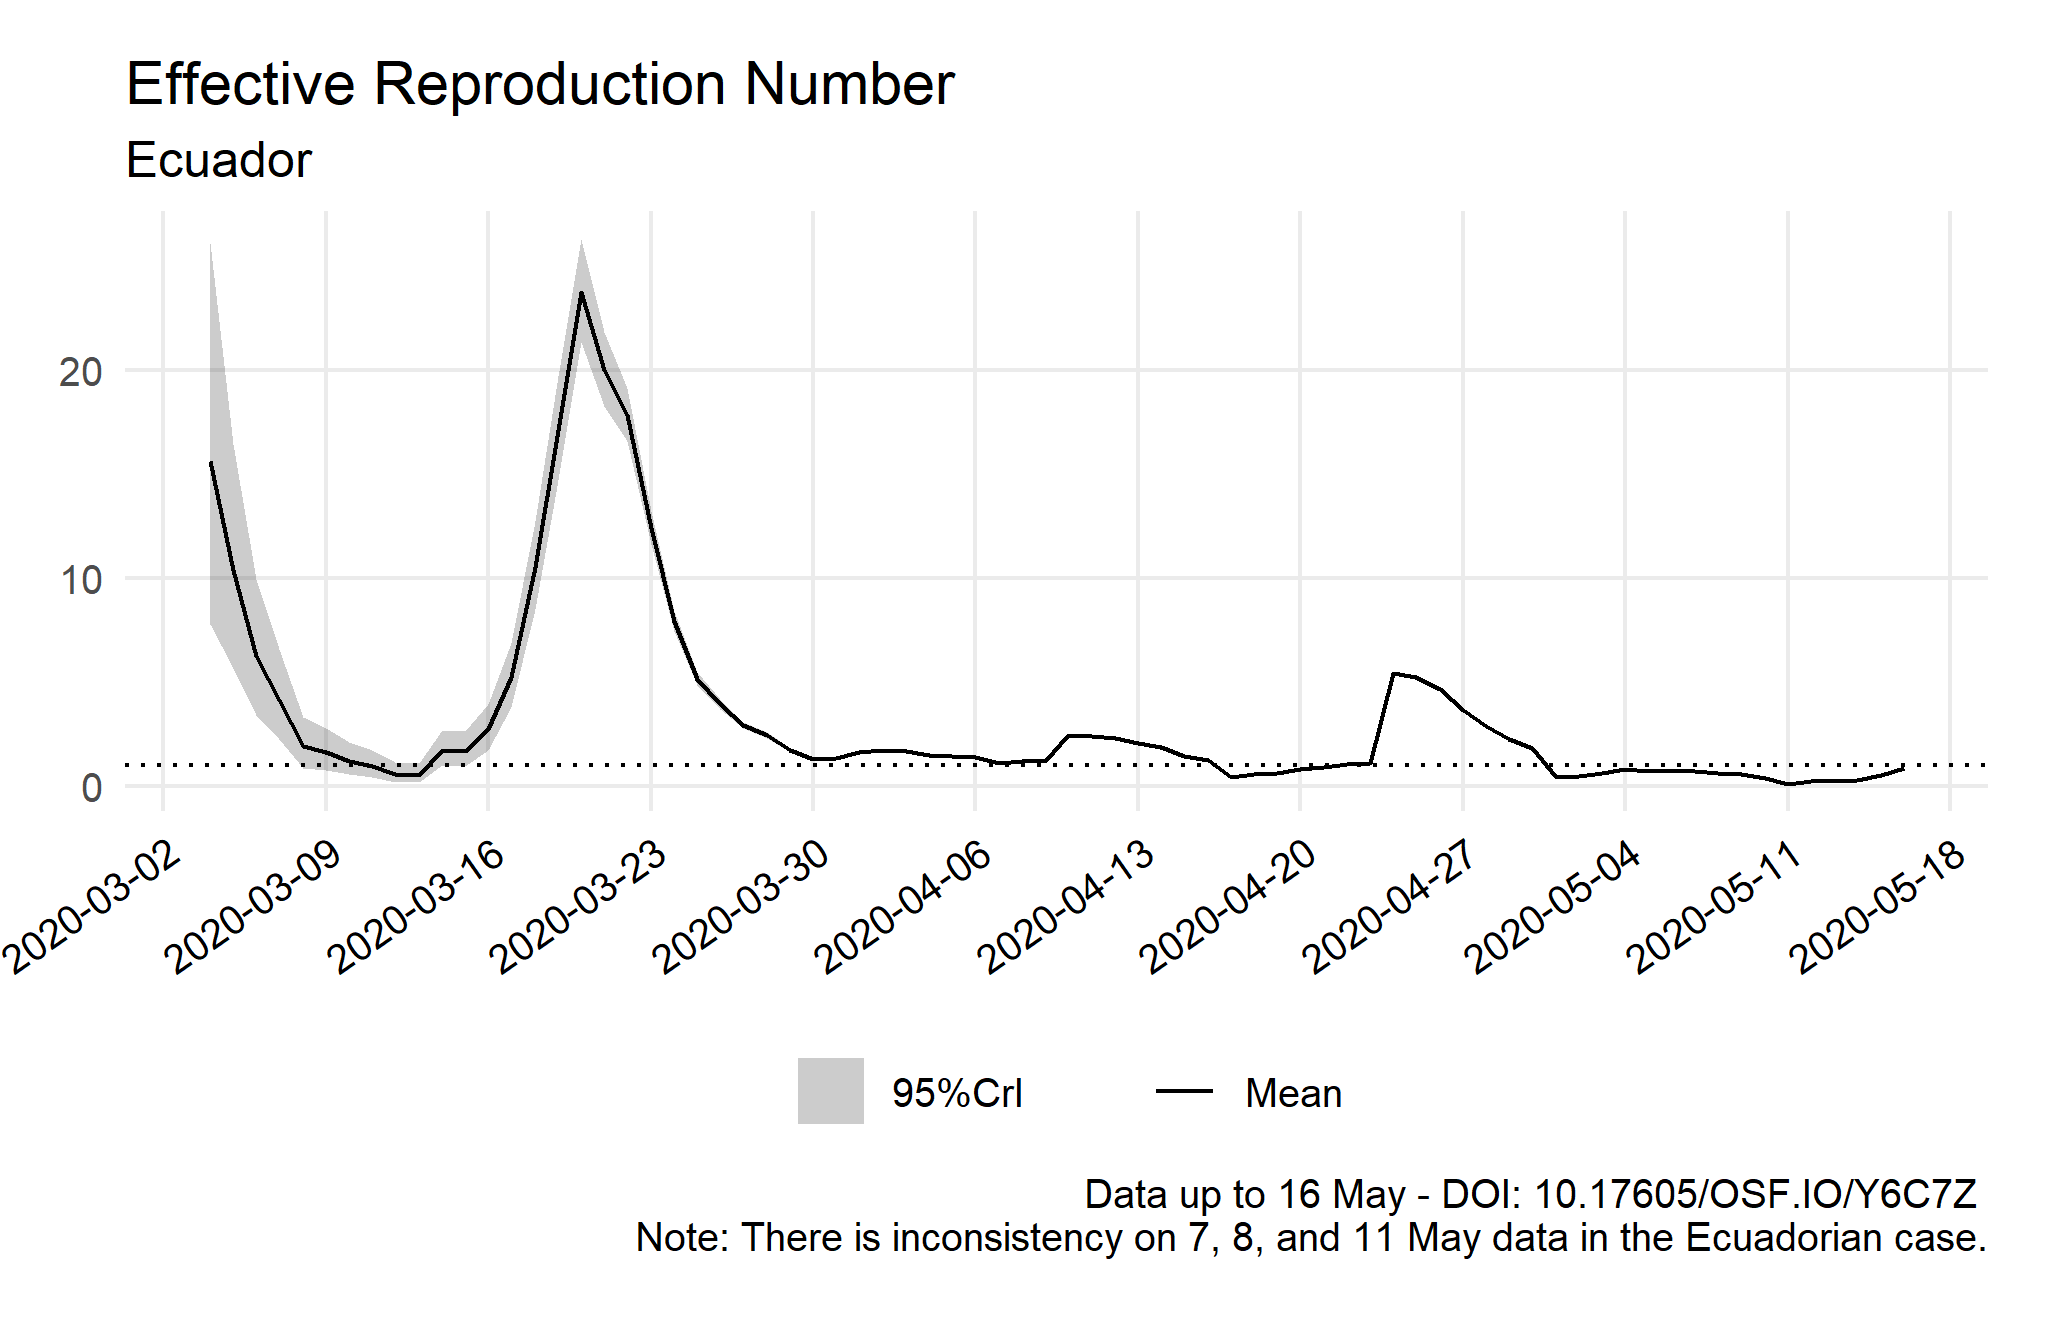 Effective Reproduction Number
Ecuador
20
10
0
2020-03-02
2020-03-09
2020-03-16
2020-03-23
2020-03-30
2020-04-06
2020-04-13
2020-04-20
2020-04-27
2020-05-04
2020-05-11
2020-05-18
95%CrI
Mean
Data up to 16 May - DOI: 10.17605/OSF.IO/Y6C7Z
Note: There is inconsistency on 7, 8, and 11 May data in the Ecuadorian case.